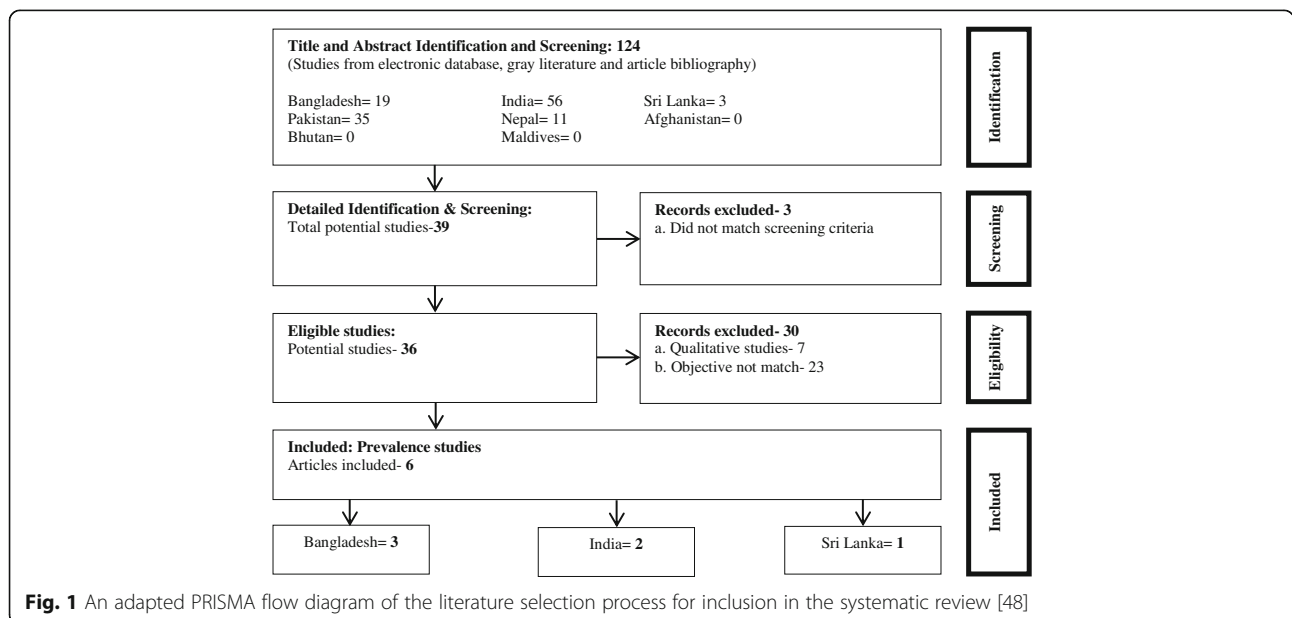 Title and Abstract Identification and Screening: 124
(Studies from electronic database, gray literature and article bibliography)
Bangladesh= 19 India= 56 Sri Lanka= 3
Pakistan= 35 Nepal= 11 Afghanistan= 0
Bhutan= 0 Maldives= 0
Identification
Detailed Identification & Screening:
Total potential studies-39
Records excluded- 3
a. Did not match screening criteria
Screening
Eligible studies:
Potential studies- 36
Records excluded- 30
a. Qualitative studies- 7
b. Objective not match- 23
Eligibility
Included: Prevalence studies
Articles included- 6
Included
Bangladesh= 3
India= 2
Sri Lanka= 1
Fig. 1 An adapted PRISMA flow diagram of the literature selection process for inclusion in the systematic review [48]